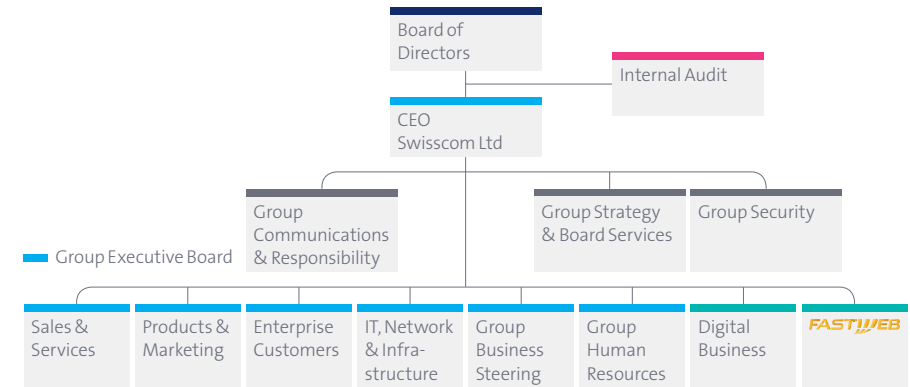 Board of
Directors
Internal Audit
CEO
Swisscom Ltd
Group
Communications
& Responsibility
Group Strategy
& Board Services
Group Security
Group Executive Board
Sales &
Services
Products &
Marketing
Enterprise
Customers
IT, Network
& Infra-
structure
Group
Business
Steering
Group
Human
Resources
Digital
Business
FASTWEB